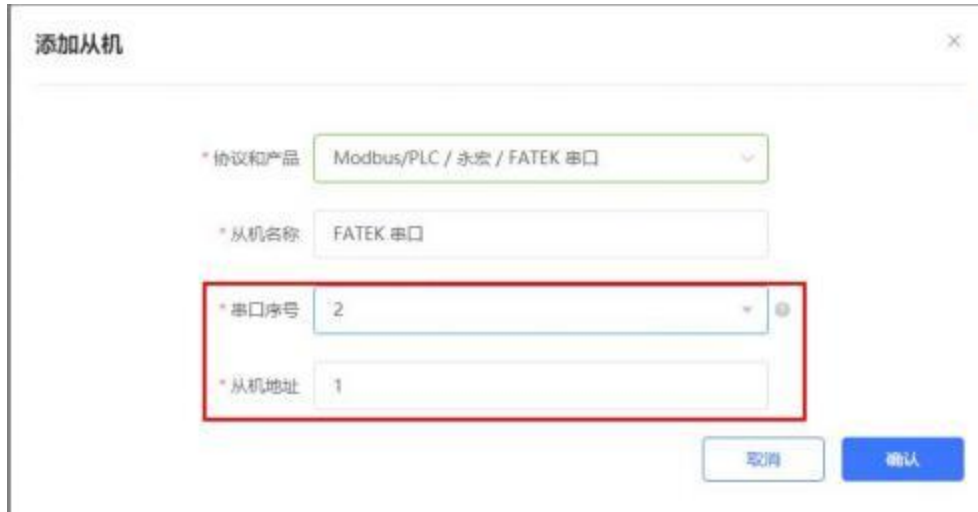 添加从机
* 协议和产品 Modbus/PLC / 永宏 / FATEK 串口
* 从机名称 FATEK 串口
* 串口序号 2
* 从机地址 1
取消 确认